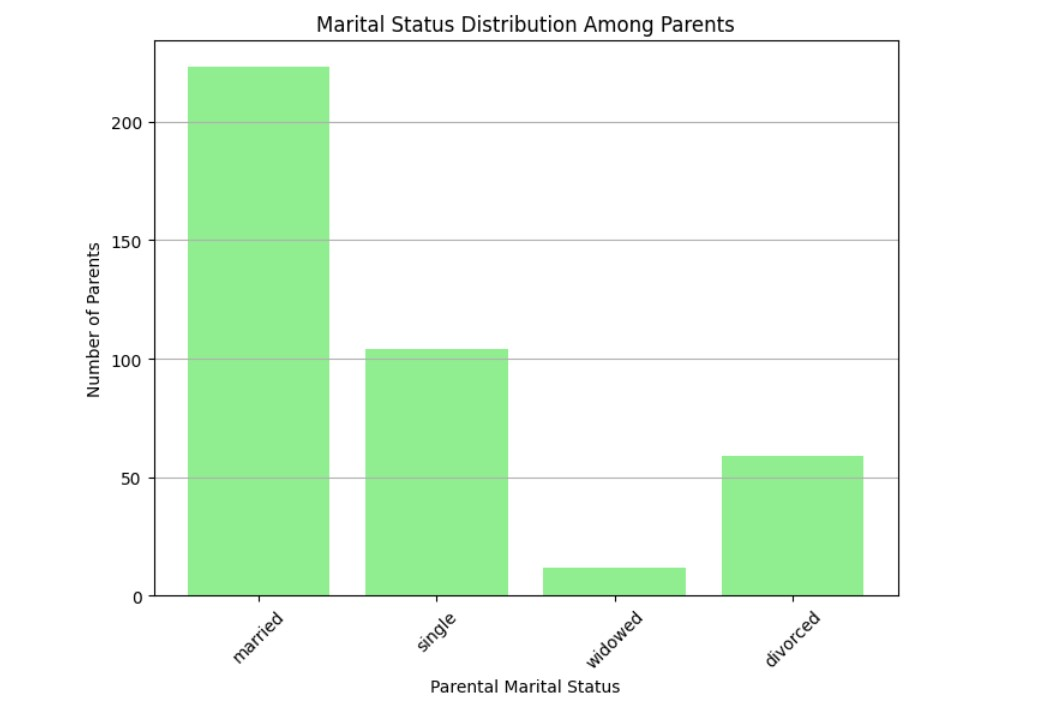 Marital Status Distribution Among Parents
200
150
100
50
0
Number of Parents
married
single
widowed
divorced
Parental Marital Status